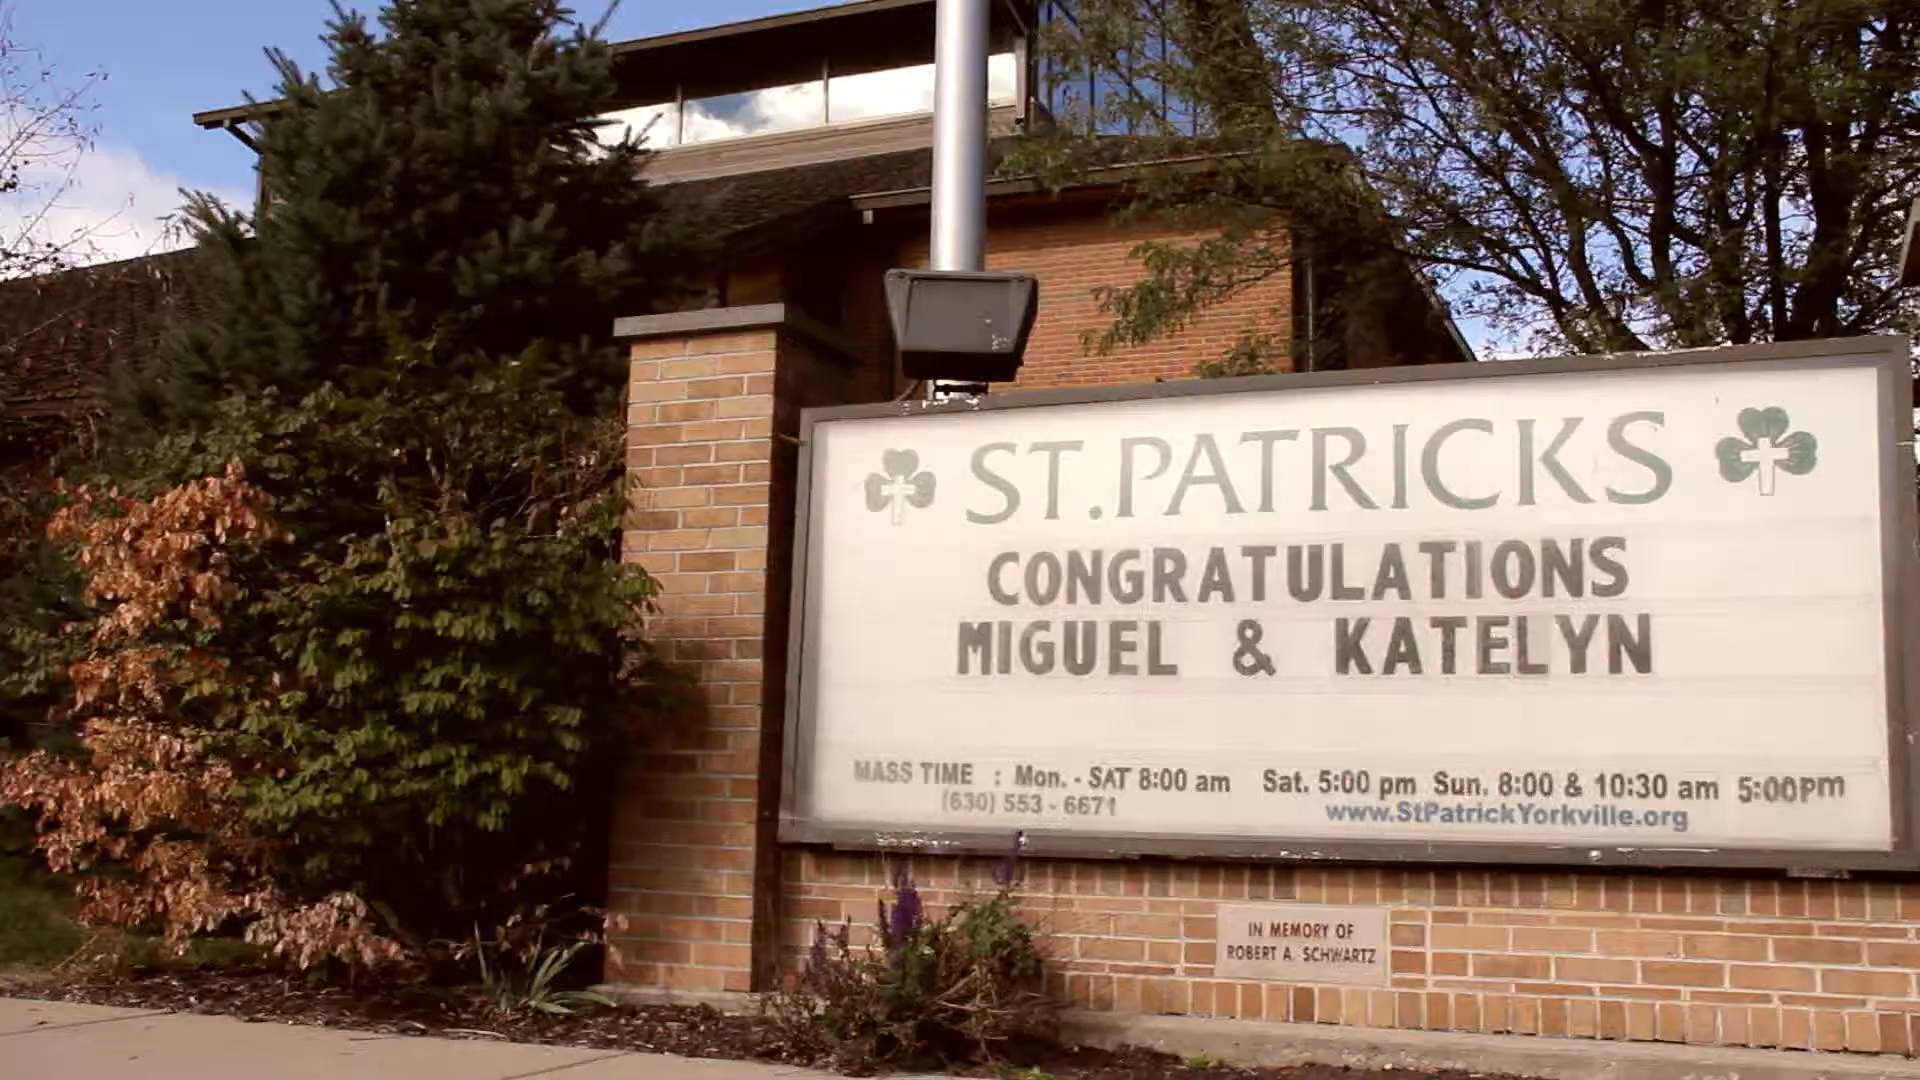 ST.PATRICKS
CONGRATULATIONS
MIGUEL & KATELYN
MASS TIME : Mon. - SAT 8:00 am Sat. 5:00 pm Sun. 8:00 & 10:30 am 5:00pm
(630) 553 - 6671
www.StPatrickYorkville.org
IN MEMORY OF
ROBERT A. SCHWARTZ